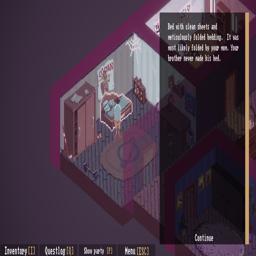 Bed with clean sheets and
meticulously folded bedding. It was
most likely folded by your mom. Your
brother never made his bed.
Continue
Inventory [I]
Questlog [Q]
Show party [P]
Menu [ESC]